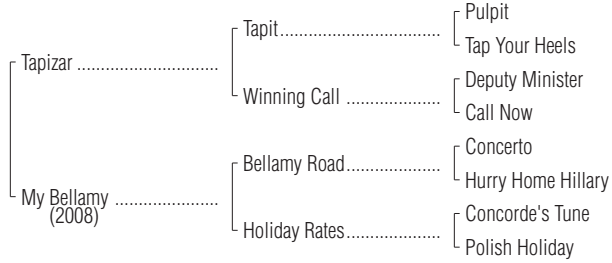 Pulpit
Tapit
Tap Your Heels
Tapizar
Deputy Minister
Winning Call
Call Now
Concerto
Bellamy Road
Hurry Home Hillary
My Bellamy
(2008)
Concorde's Tune
Holiday Rates
Polish Holiday